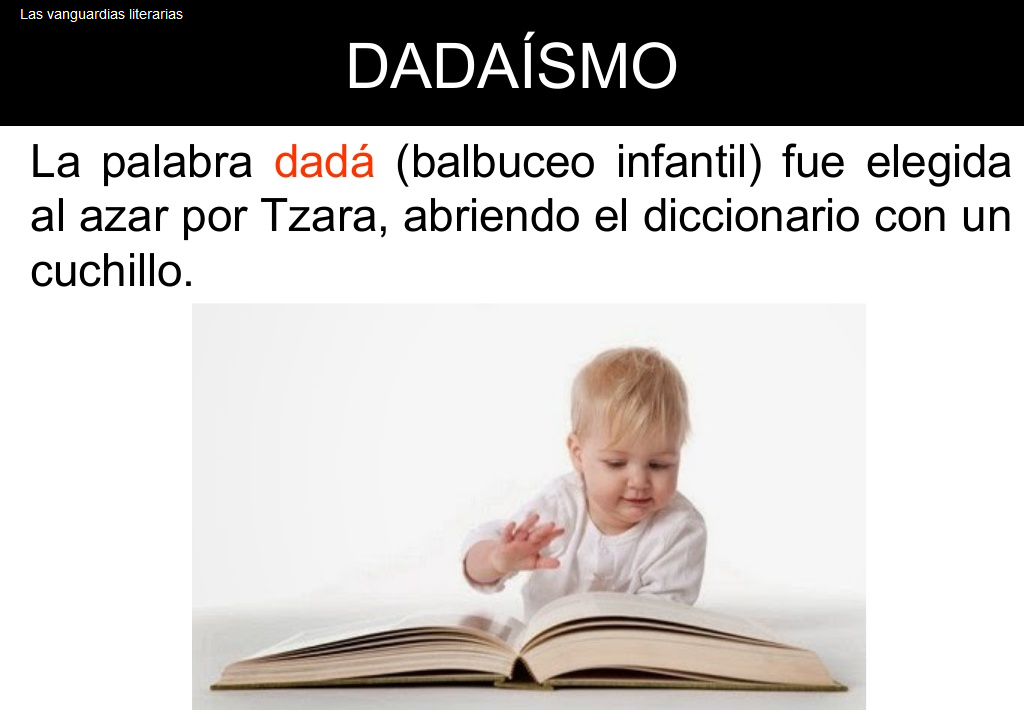 Las vanguardias literarias
DADAÍSMO
La palabra dadá (balbuceo infantil) fue elegida
al azar por Tzara, abriendo el diccionario con un
cuchillo.